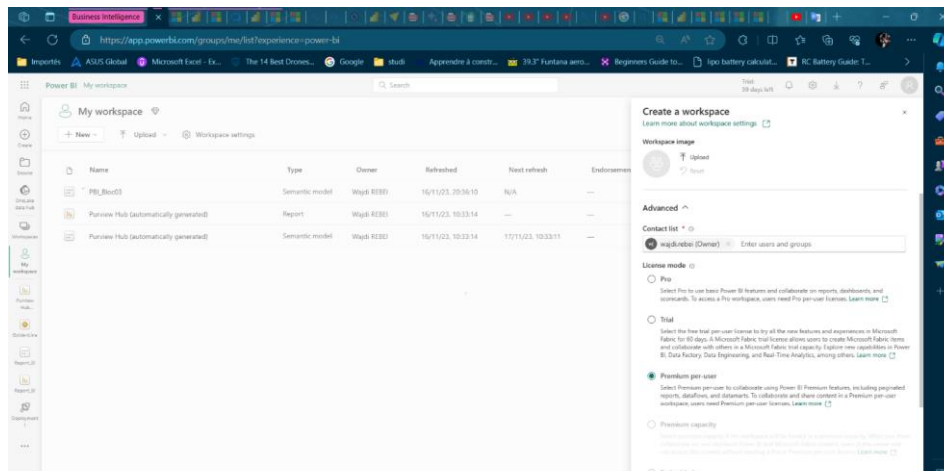 Business Intelligence
https://app.powerbi.com/groups/me/list?experience=power-bi
Importés ASUS Global Microsoft Excel - Ex... The 14 Best Drones... Google studi Apprendre à constr... 39.3" Funtana aero... Beginners Guide to... lipo battery calculat... RC Battery Guide: T...
Power BI My workspace Search Trial: 59 days left
Home
Create
Browse
OneLake data hub
Workspaces
My workspace
Purview Hub...
Report_BI
Deployment
My workspace
New Upload Workspace settings
Name Type Owner Refreshed Next refresh Endorsement
PBI_Bloc03 Semantic model Wajdi REBEI 16/11/23, 20:36:10 N/A —
Purview Hub (automatically generated) Report Wajdi REBEI 16/11/23, 10:33:14 — —
Purview Hub (automatically generated) Semantic model Wajdi REBEI 16/11/23, 10:33:14 17/11/23, 10:33:11 —
Create a workspace
Learn more about workspace settings
Workspace image
Upload
Reset
Advanced
Contact list *
wajdi.rebei (Owner) Enter users and groups
License mode
Pro
Select Pro to use basic Power BI features and collaborate on reports, dashboards, and
scorecards. To access a Pro workspace, users need Pro per-user licenses. Learn more
Trial
Select the free trial per-user license to try all the new features and experiences in Microsoft
Fabric for 60 days. A Microsoft Fabric trial license allows users to create Microsoft Fabric items
and collaborate with others in a Microsoft Fabric trial capacity. Explore new capabilities in Power
BI, Data Factory, Data Engineering, and Real-Time Analytics, among others. Learn more
Premium per-user
Select Premium per-user to collaborate using Power BI Premium features, including paginated
reports, dataflows, and datamarts. To collaborate and share content in a Premium per-user
workspace, users need Premium per-user licenses. Learn more
Premium capacity